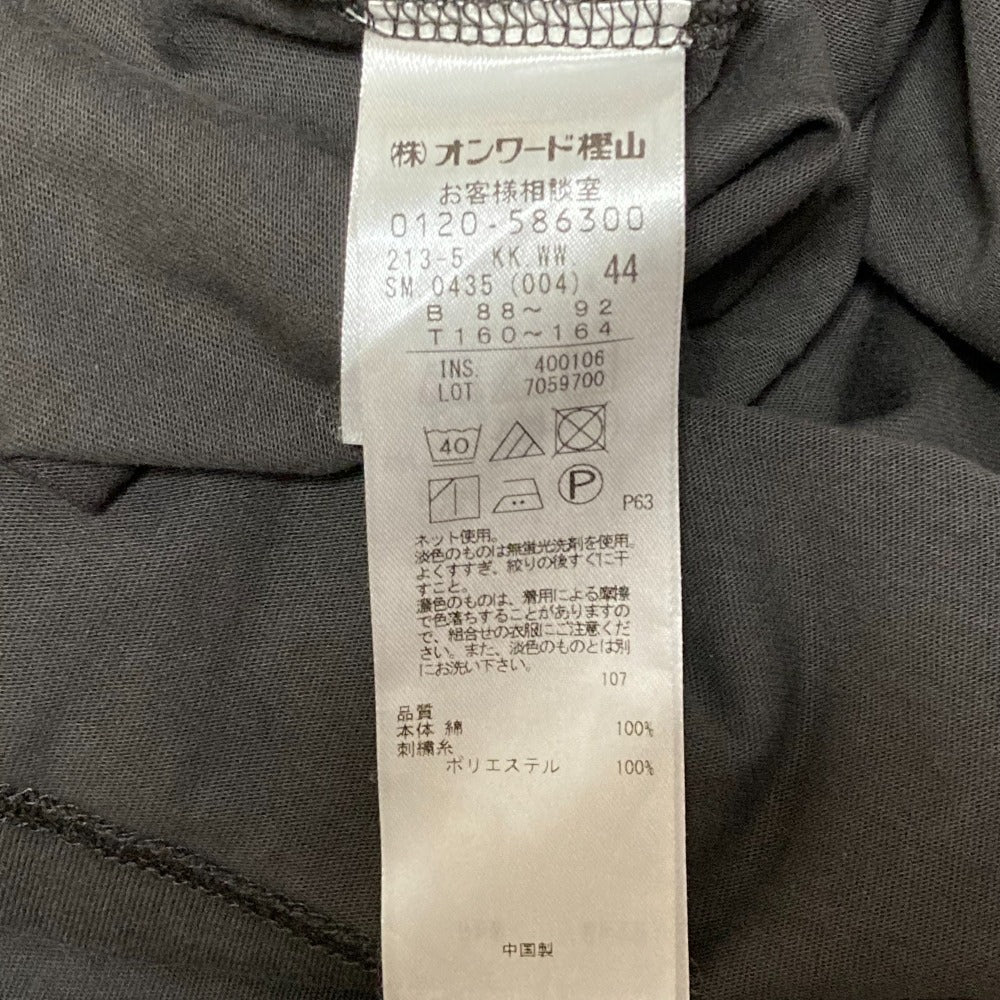 (株)オンワード樫山
お客様相談室
0120-586300
213-5 KK.WW.
SM 0435 (004) 44
B 88～ 92
T160～164
INS. 400106
LOT 7059700
40
P
P63
ネット使用。
淡色のものは無蛍光洗剤を使用。
よくすすぎ、絞りの後すぐに干
すこと。
濃色のものは、着用による摩擦
で色落ちすることがありますの
で、組合せの衣服にご注意くだ
さい。また、淡色のものとは別
にお洗い下さい。
107
品質
本体 綿 100%
刺繍糸
ポリエステル 100%
中国製